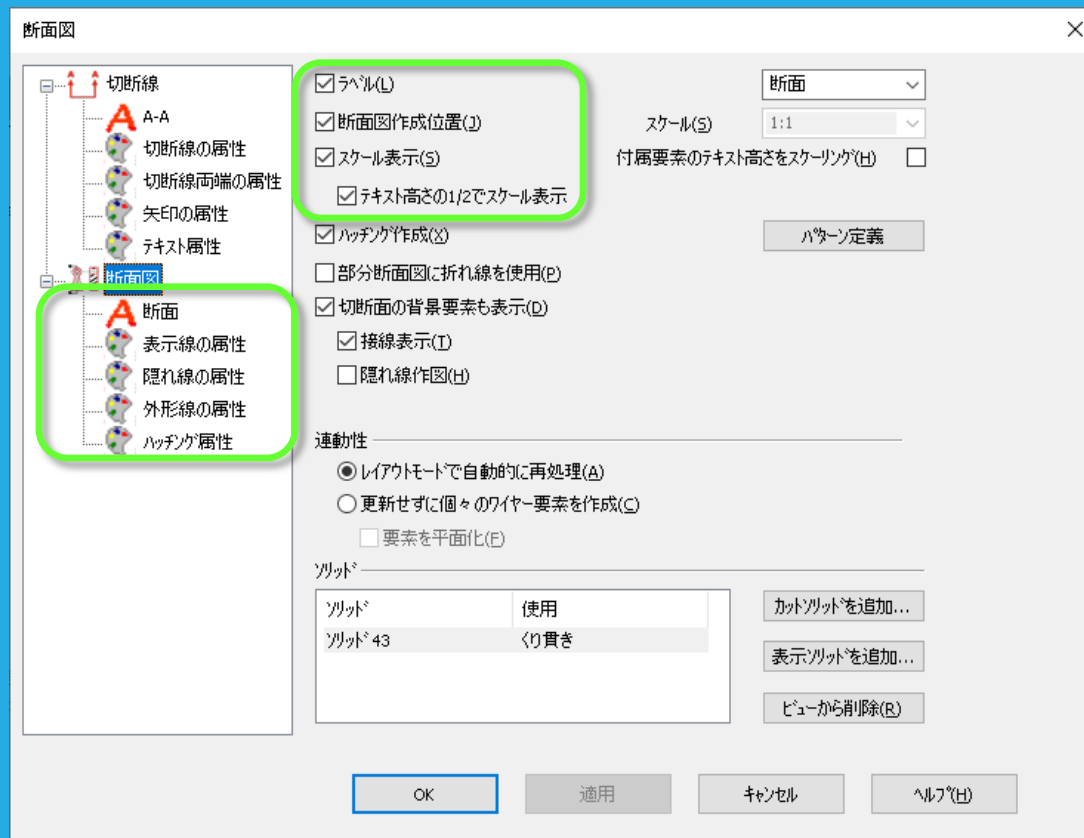 断面図
切断線
A-A
切断線の属性
切断線両端の属性
矢印の属性
テキスト属性
断面図
断面
表示線の属性
隠れ線の属性
外形線の属性
ハッチング属性
ラベル(L)
断面
断面図作成位置(J)
スケール(S)
1:1
スケール表示(S)
付属要素のテキスト高さをスケーリング(H)
テキスト高さの1/2でスケール表示
ハッチング作成(X)
パターン定義
部分断面図に折れ線を使用(P)
切断面の背景要素も表示(D)
接線表示(T)
隠れ線作図(H)
連動性
レイアウトモードで自動的に再処理(A)
更新せずに個々のワイヤー要素を作成(C)
要素を平面化(F)
ソリッド
ソリッド 使用
ソリッド43 くり貫き
カットソリッドを追加...
表示ソリッドを追加...
ビューから削除(R)
OK
適用
キャンセル
ヘルプ(H)